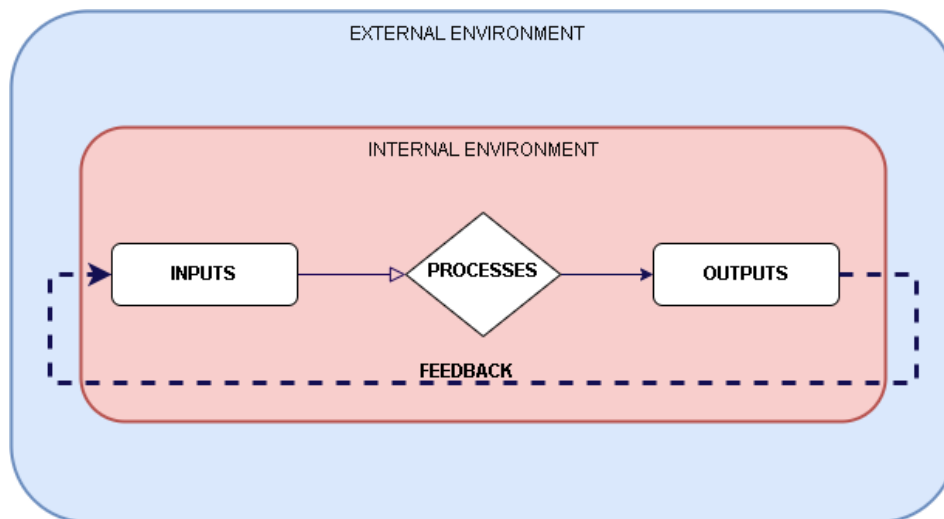 EXTERNAL ENVIRONMENT
INTERNAL ENVIRONMENT
INPUTS
PROCESSES
OUTPUTS
FEEDBACK